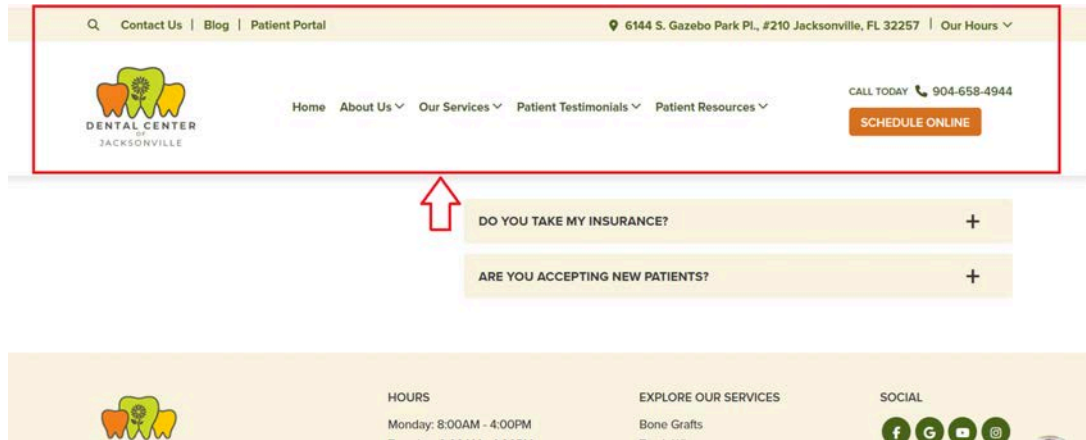 Contact Us | Blog | Patient Portal
6144 S. Gazebo Park Pl., #210 Jacksonville, FL 32257 | Our Hours
DENTAL CENTER
OF
JACKSONVILLE
Home About Us Our Services Patient Testimonials Patient Resources
CALL TODAY 904-658-4944
SCHEDULE ONLINE
DO YOU TAKE MY INSURANCE?
ARE YOU ACCEPTING NEW PATIENTS?
HOURS
Monday: 8:00AM - 4:00PM
EXPLORE OUR SERVICES
Bone Grafts
SOCIAL